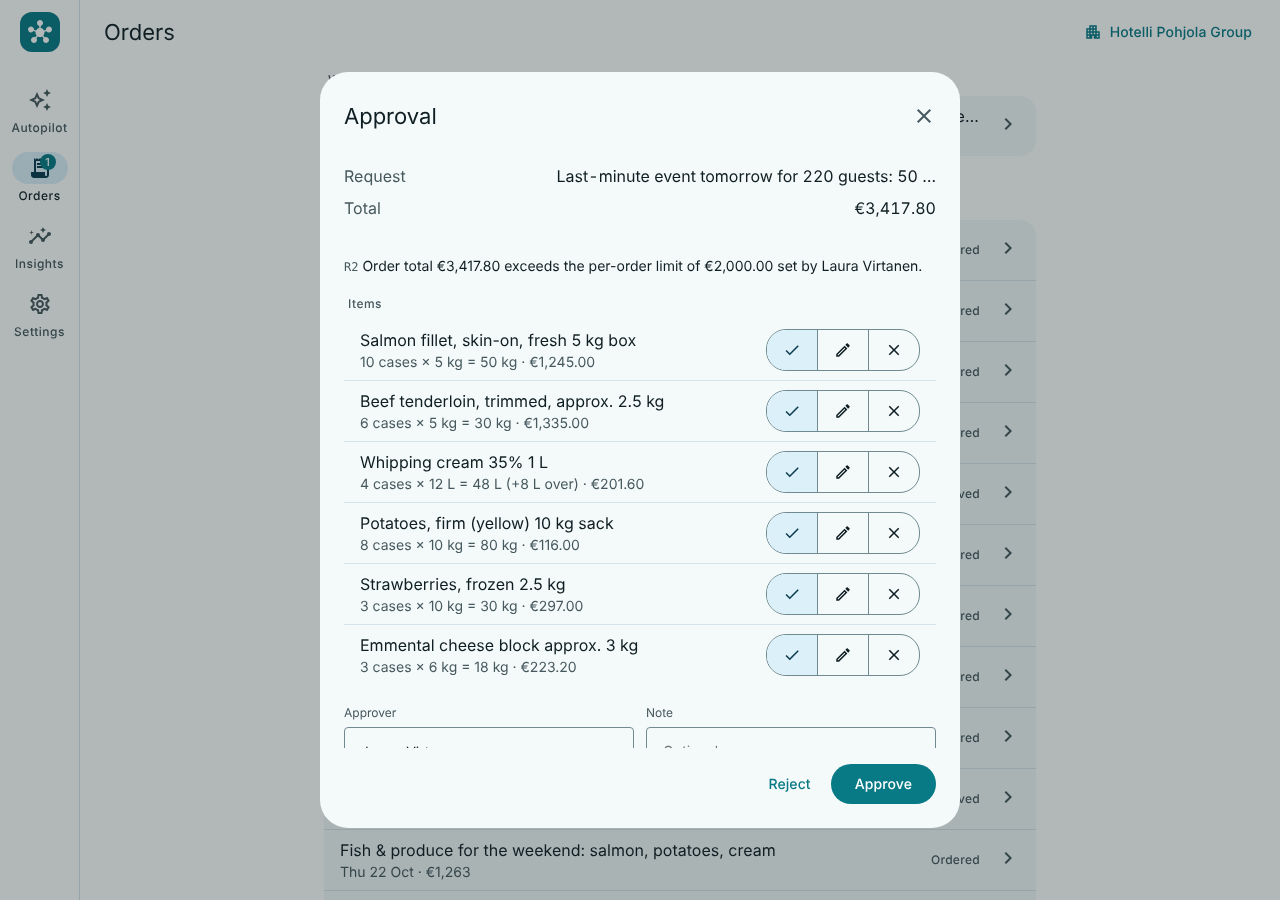 Orders
Hotelli Pohjola Group
Autopilot
1
Orders
Insights
Settings
Approval
Request
Last-minute event tomorrow for 220 guests: 50 ...
Total
€3,417.80
R2 Order total €3,417.80 exceeds the per-order limit of €2,000.00 set by Laura Virtanen.
Items
Salmon fillet, skin-on, fresh 5 kg box
10 cases × 5 kg = 50 kg · €1,245.00
Beef tenderloin, trimmed, approx. 2.5 kg
6 cases × 5 kg = 30 kg · €1,335.00
Whipping cream 35% 1 L
4 cases × 12 L = 48 L (+8 L over) · €201.60
Potatoes, firm (yellow) 10 kg sack
8 cases × 10 kg = 80 kg · €116.00
Strawberries, frozen 2.5 kg
3 cases × 10 kg = 30 kg · €297.00
Emmental cheese block approx. 3 kg
3 cases × 6 kg = 18 kg · €223.20
Approver
Note
Reject
Approve
Fish & produce for the weekend: salmon, potatoes, cream
Thu 22 Oct · €1,263
Ordered